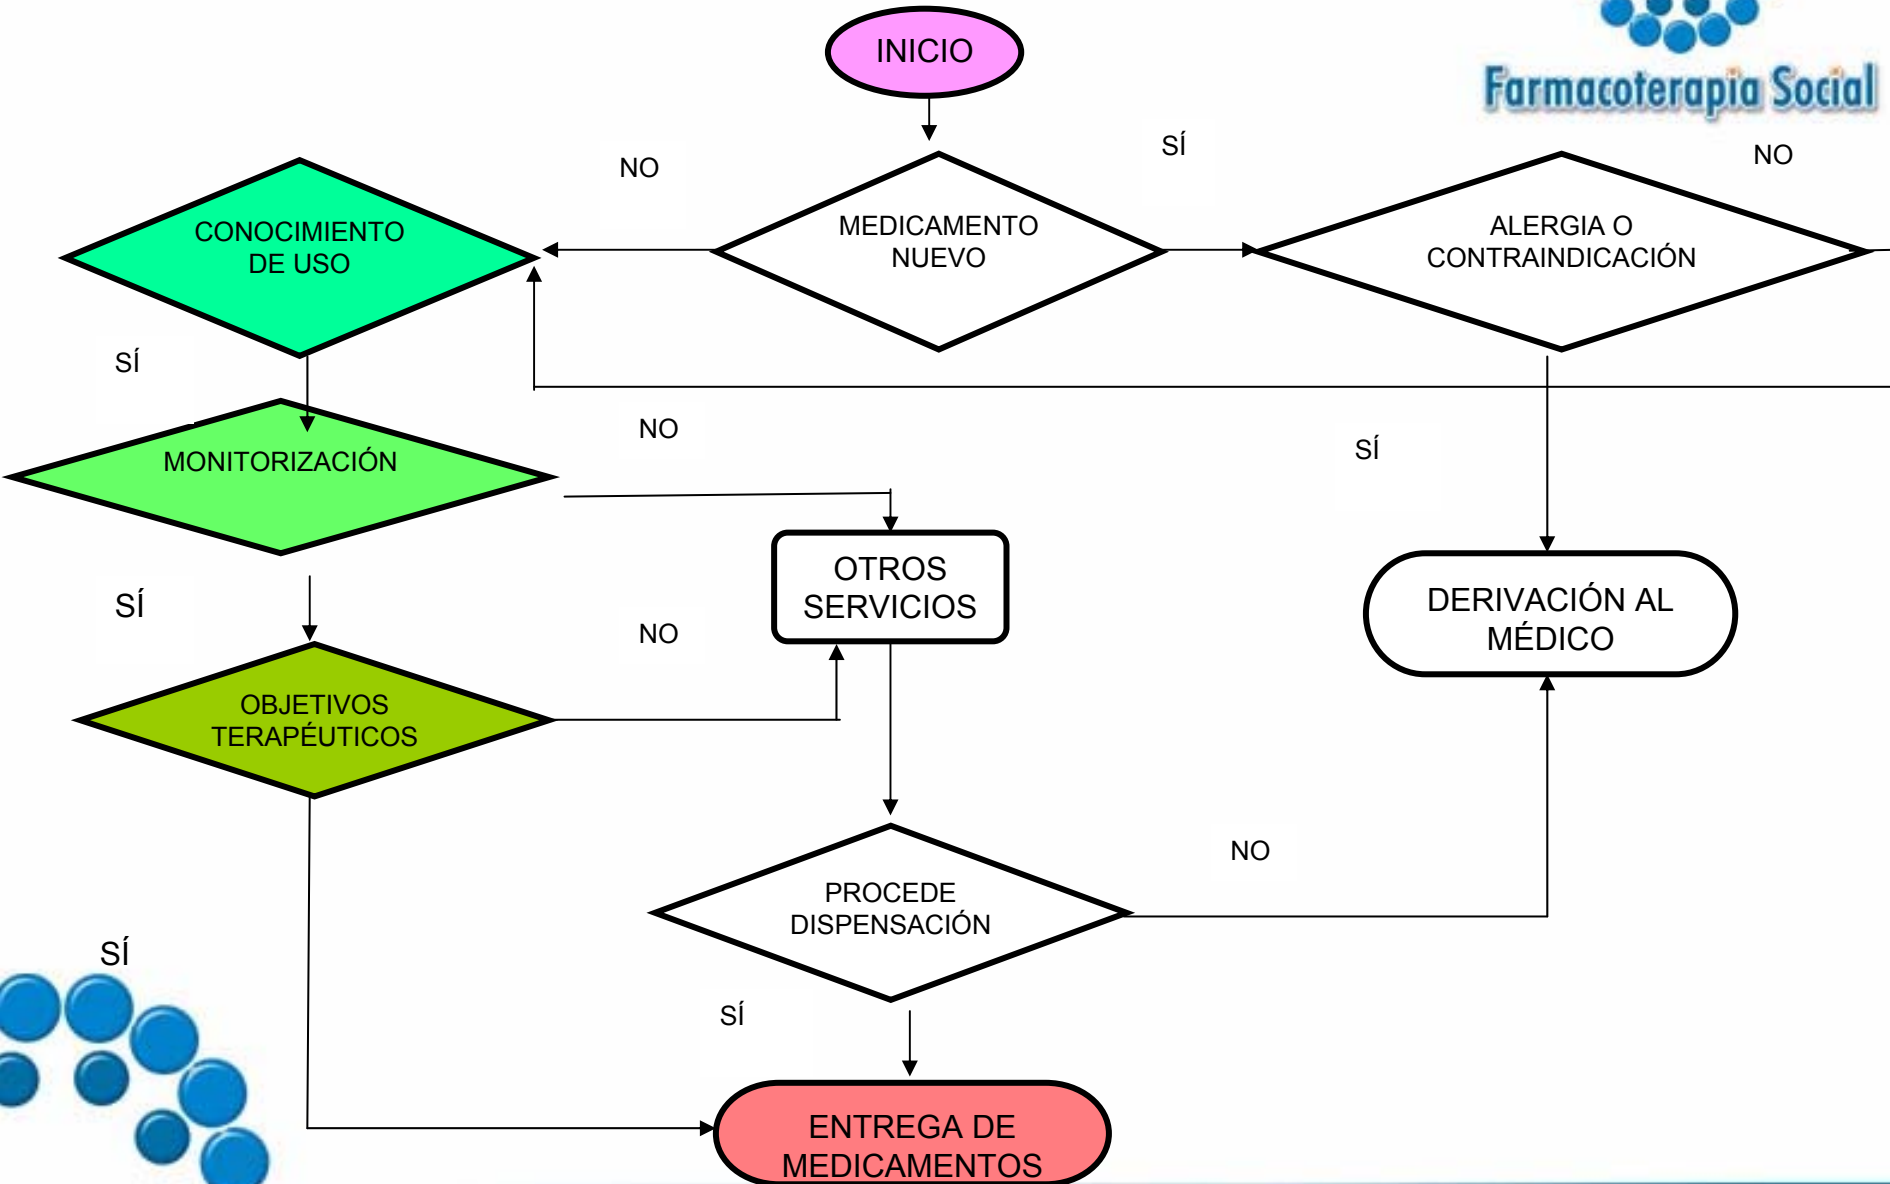 INICIO
Farmacoterapia Social
NO
SÍ
NO
CONOCIMIENTO
DE USO
MEDICAMENTO
NUEVO
ALERGIA O
CONTRAINDICACIÓN
SÍ
NO
SÍ
MONITORIZACIÓN
OTROS
SERVICIOS
DERIVACIÓN AL
MÉDICO
SÍ
NO
OBJETIVOS
TERAPÉUTICOS
NO
PROCEDE
DISPENSACIÓN
SÍ
SÍ
ENTREGA DE
MEDICAMENTOS